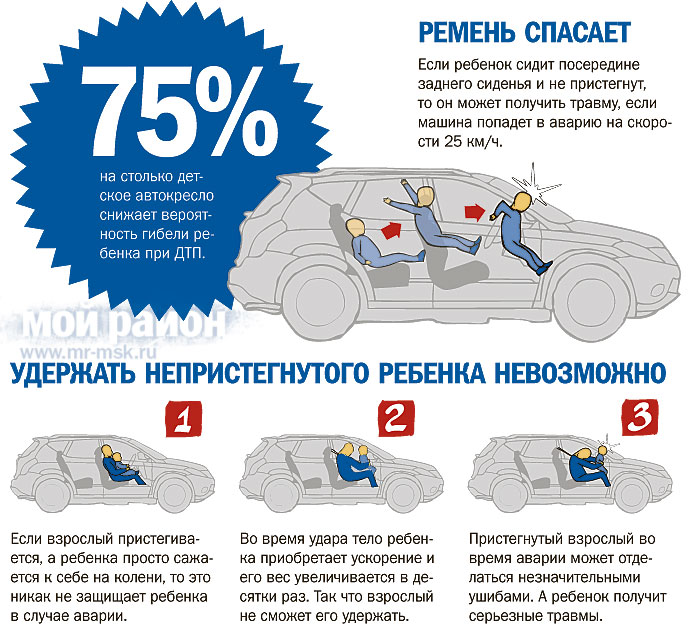 75%
на столько дет-
ское автокресло
снижает вероят-
ность гибели ре-
бенка при ДТП.
РЕМЕНЬ СПАСАЕТ
Если ребенок сидит посередине
заднего сиденья и не пристегнут,
то он может получить травму, если
машина попадет в аварию на скоро-
сти 25 км/ч.
мой район
www.mr-msk.ru
УДЕРЖАТЬ НЕПРИСТЕГНУТОГО РЕБЕНКА НЕВОЗМОЖНО
1
Если взрослый пристегива-
ется, а ребенка просто сажа-
ется к себе на колени, то это
никак не защищает ребенка
в случае аварии.
2
Во время удара тело ребен-
ка приобретает ускорение и
его вес увеличивается в де-
сятки раз. Так что взрослый
не сможет его удержать.
3
Пристегнутый взрослый во
время аварии может отде-
латься незначительными
ушибами. А ребенок получит
серьезные травмы.